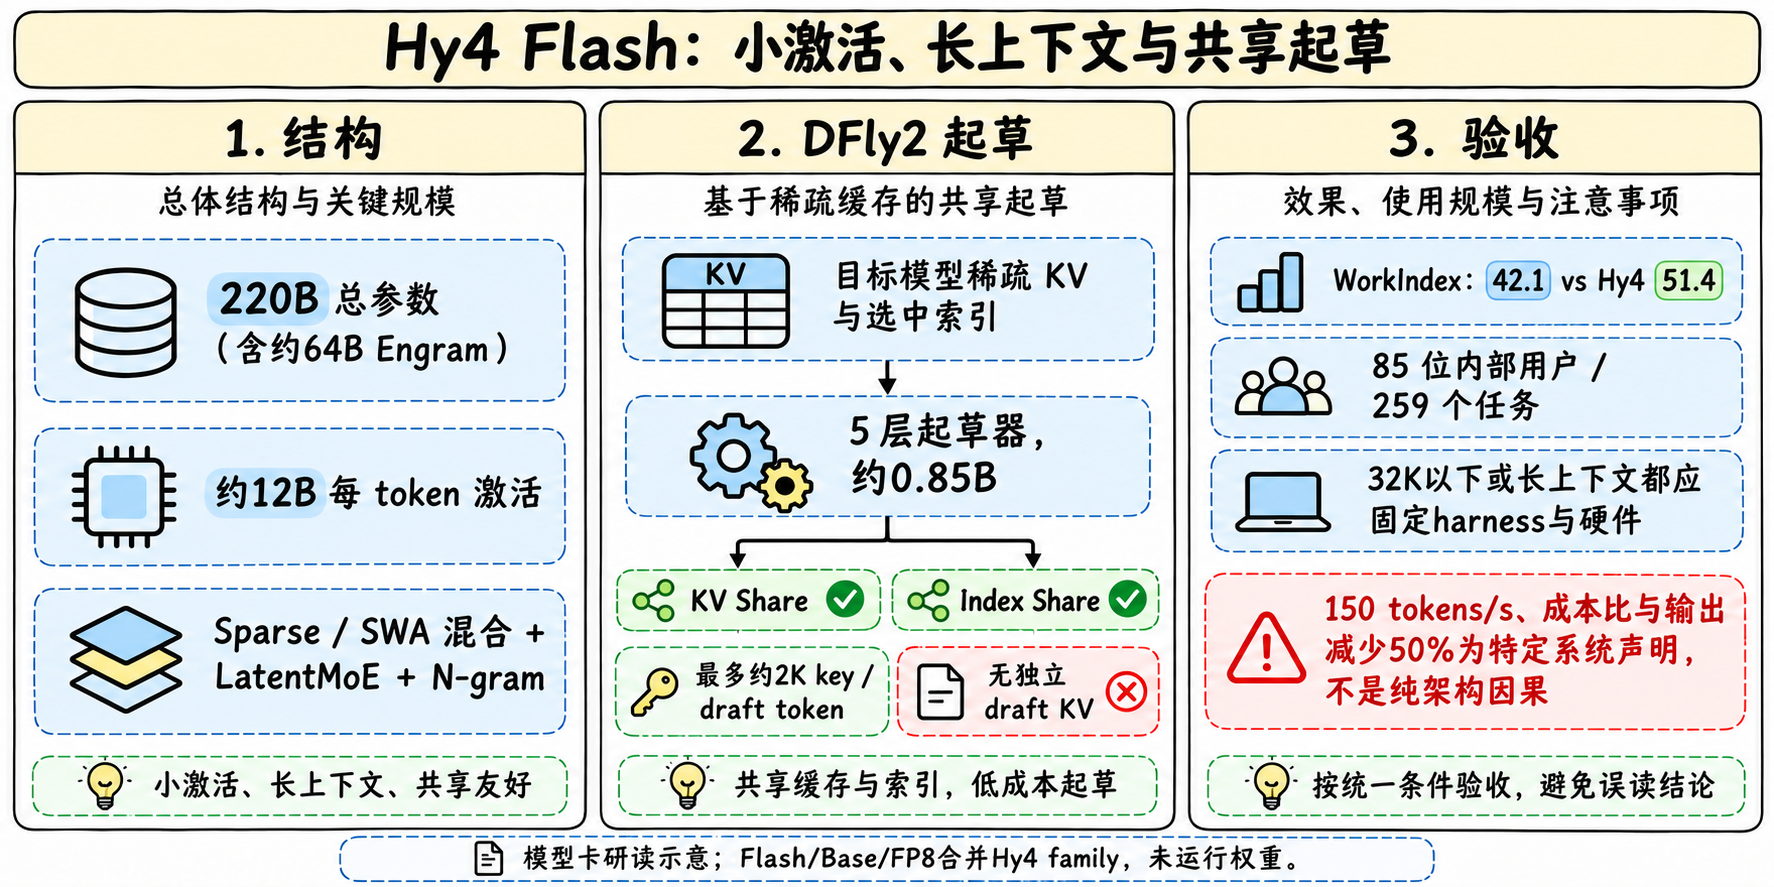 Hy4 Flash：小激活、长上下文与共享起草
1. 结构
总体结构与关键规模
220B 总参数
（含约64B Engram）
约12B 每 token 激活
Sparse / SWA 混合 +
LatentMoE + N-gram
小激活、长上下文、共享友好
2. DFly2 起草
基于稀疏缓存的共享起草
KV
目标模型稀疏 KV
与选中索引
5 层起草器，
约0.85B
KV Share
Index Share
最多约2K key /
draft token
无独立
draft KV
共享缓存与索引，低成本起草
3. 验收
效果、使用规模与注意事项
WorkIndex：42.1 vs Hy4 51.4
85 位内部用户 /
259 个任务
32K以下或长上下文都应
固定harness与硬件
150 tokens/s、成本比与输出
减少50%为特定系统声明，
不是纯架构因果
按统一条件验收，避免误读结论
模型卡研读示意；Flash/Base/FP8合并Hy4 family，未运行权重。